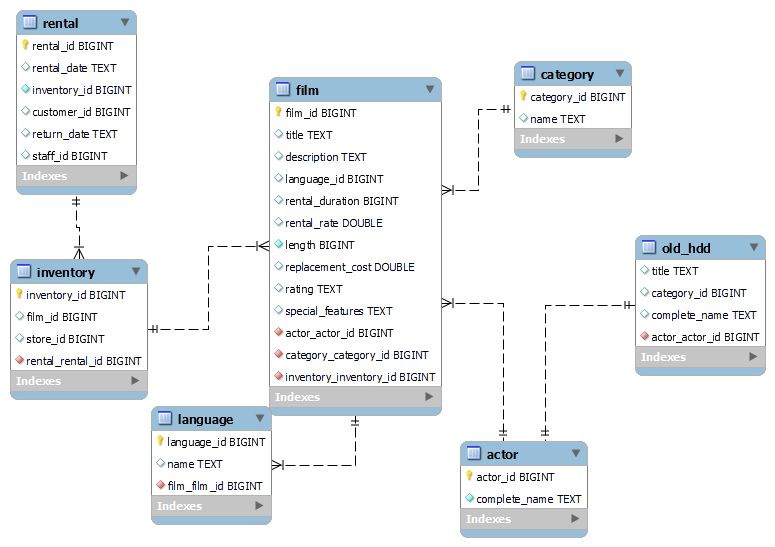 rental
rental_id BIGINT
rental_date TEXT
inventory_id BIGINT
customer_id BIGINT
return_date TEXT
staff_id BIGINT
Indexes
film
film_id BIGINT
title TEXT
description TEXT
language_id BIGINT
rental_duration BIGINT
rental_rate DOUBLE
length BIGINT
replacement_cost DOUBLE
rating TEXT
special_features TEXT
actor_actor_id BIGINT
category_category_id BIGINT
inventory_inventory_id BIGINT
Indexes
category
category_id BIGINT
name TEXT
Indexes
old_hdd
title TEXT
category_id BIGINT
complete_name TEXT
actor_actor_id BIGINT
Indexes
inventory
inventory_id BIGINT
film_id BIGINT
store_id BIGINT
rental_rental_id BIGINT
Indexes
language
language_id BIGINT
name TEXT
film_film_id BIGINT
Indexes
actor
actor_id BIGINT
complete_name TEXT
Indexes